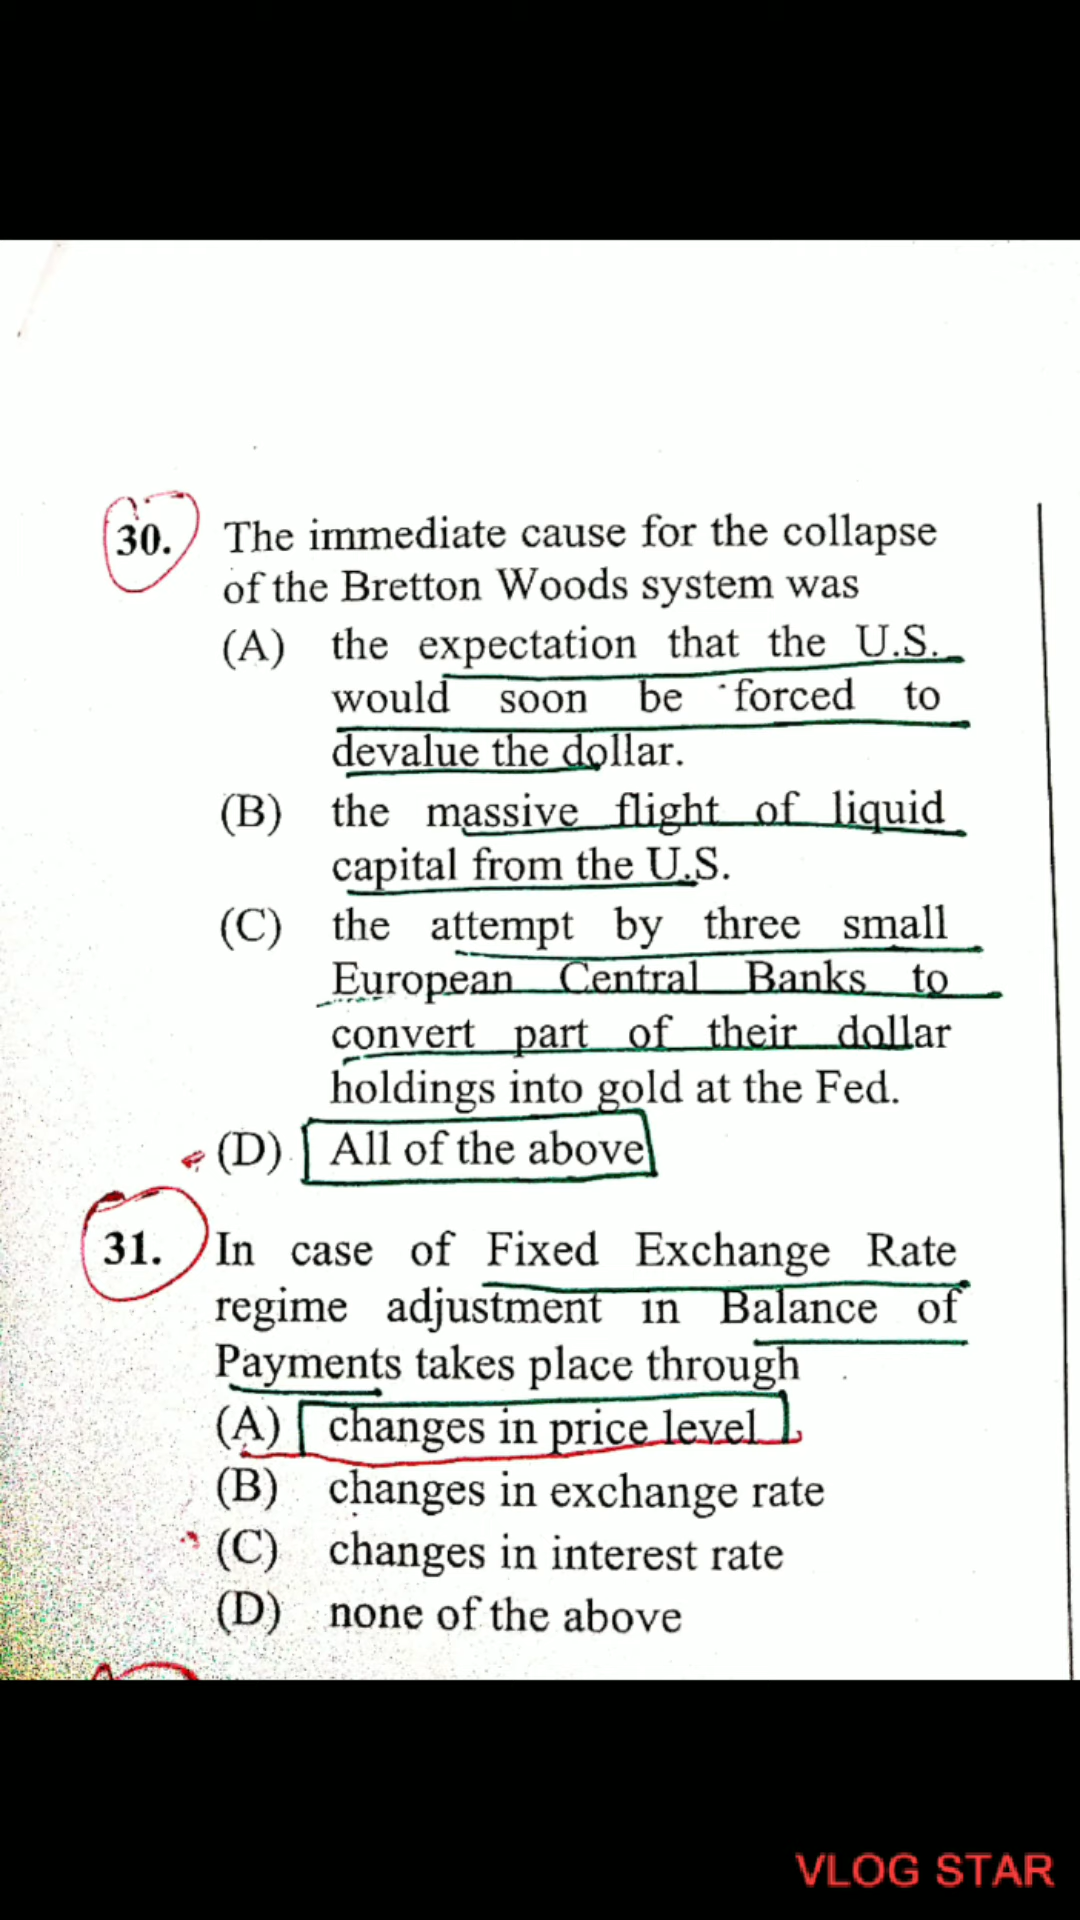 30. The immediate cause for the collapse
of the Bretton Woods system was
(A) the expectation that the U.S.
would soon be forced to
devalue the dollar.
(B) the massive flight of liquid
capital from the U.S.
(C) the attempt by three small
European Central Banks to
convert part of their dollar
holdings into gold at the Fed.
(D) All of the above
31. In case of Fixed Exchange Rate
regime adjustment in Balance of
Payments takes place through
(A) changes in price level
(B) changes in exchange rate
(C) changes in interest rate
(D) none of the above
VLOG STAR